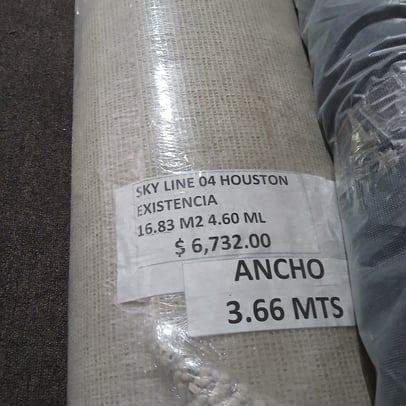 SKY LINE 04 HOUSTON
EXISTENCIA
16.83 M2 4.60 ML
$ 6,732.00
ANCHO
3.66 MTS